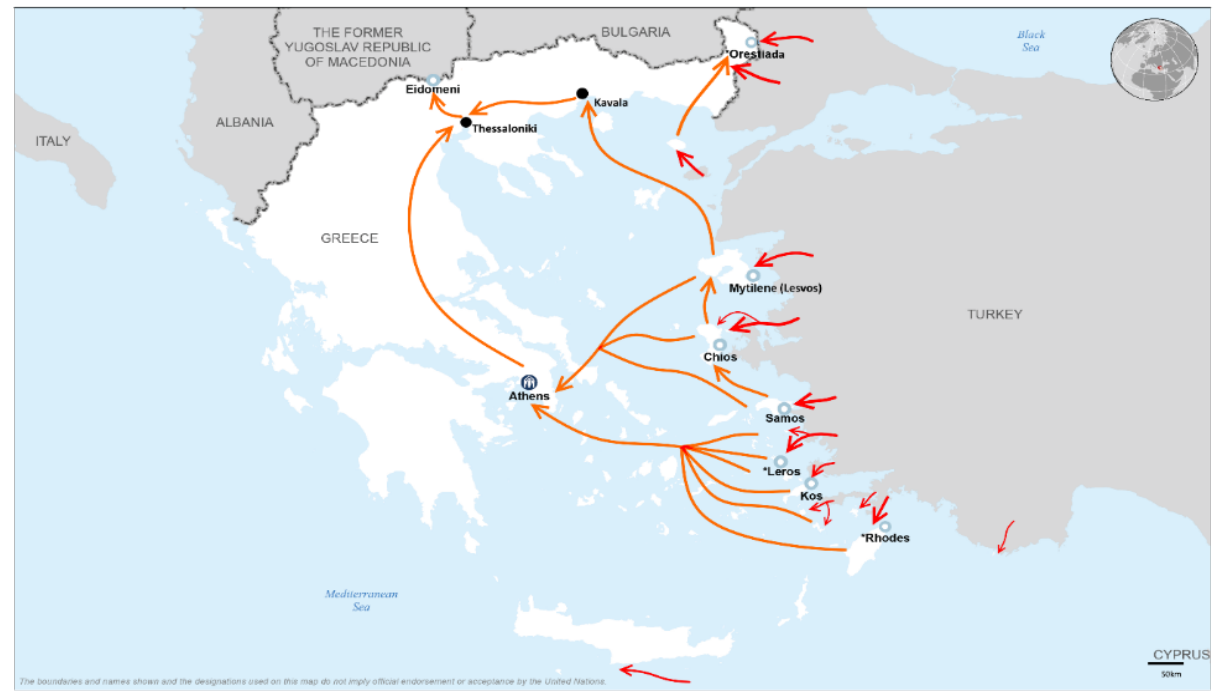 THE FORMER
YUGOSLAV REPUBLIC
OF MACEDONIA
BULGARIA
Black
Sea
*Orestiada
Eidomeni
Kavala
ALBANIA
Thessaloniki
ITALY
GREECE
Mytilene (Lesvos)
TURKEY
Chios
Athens
Samos
*Leros
Kos
*Rhodes
Mediterranean
Sea
CYPRUS
50km
The boundaries and names shown and the designations used on this map do not imply official endorsement or acceptance by the United Nations.